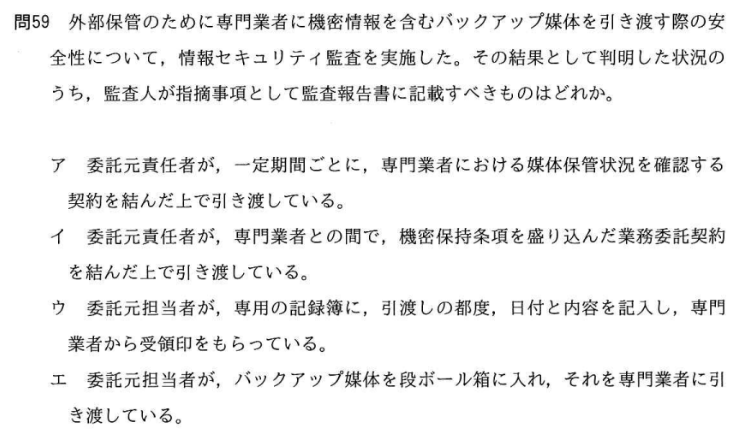 問59 外部保管のために専門業者に機密情報を含むバックアップ媒体を引き渡す際の安
全性について，情報セキュリティ監査を実施した。その結果として判明した状況の
うち，監査人が指摘事項として監査報告書に記載すべきものはどれか。
ア 委託元責任者が，一定期間ごとに，専門業者における媒体保管状況を確認する
契約を結んだ上で引き渡している。
イ 委託元責任者が，専門業者との間で，機密保持条項を盛り込んだ業務委託契約
を結んだ上で引き渡している。
ウ 委託元担当者が，専用の記録簿に，引渡しの都度，日付と内容を記入し，専門
業者から受領印をもらっている。
エ 委託元担当者が，バックアップ媒体を段ボール箱に入れ，それを専門業者に引
き渡している。